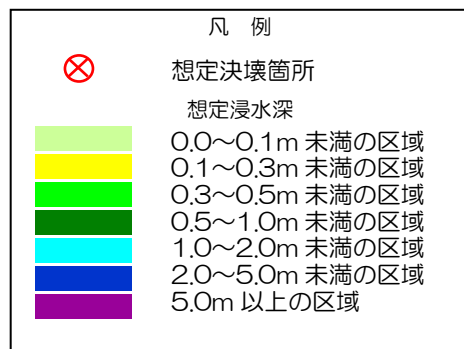 凡 例
想定決壊箇所
想定浸水深
0.0～0.1m 未満の区域
0.1～0.3m 未満の区域
0.3～0.5m 未満の区域
0.5～1.0m 未満の区域
1.0～2.0m 未満の区域
2.0～5.0m 未満の区域
5.0m 以上の区域